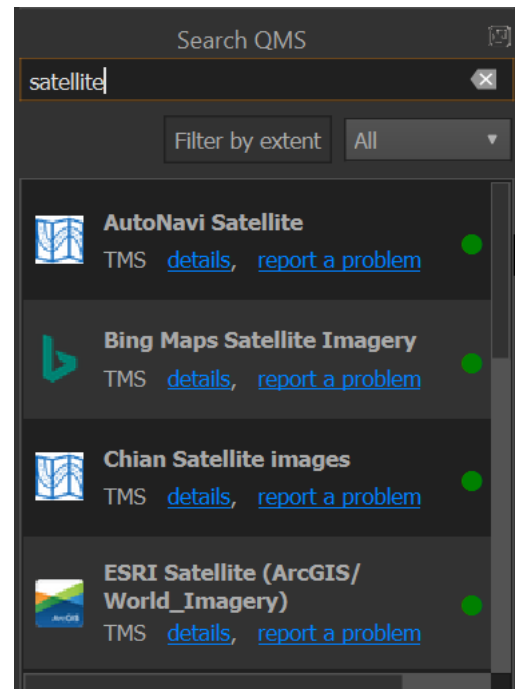 Search QMS
satellite
Filter by extent All
AutoNavi Satellite
TMS details, report a problem
Bing Maps Satellite Imagery
TMS details, report a problem
Chian Satellite images
TMS details, report a problem
ESRI Satellite (ArcGIS/
World_Imagery)
ArcGIS
TMS details, report a problem